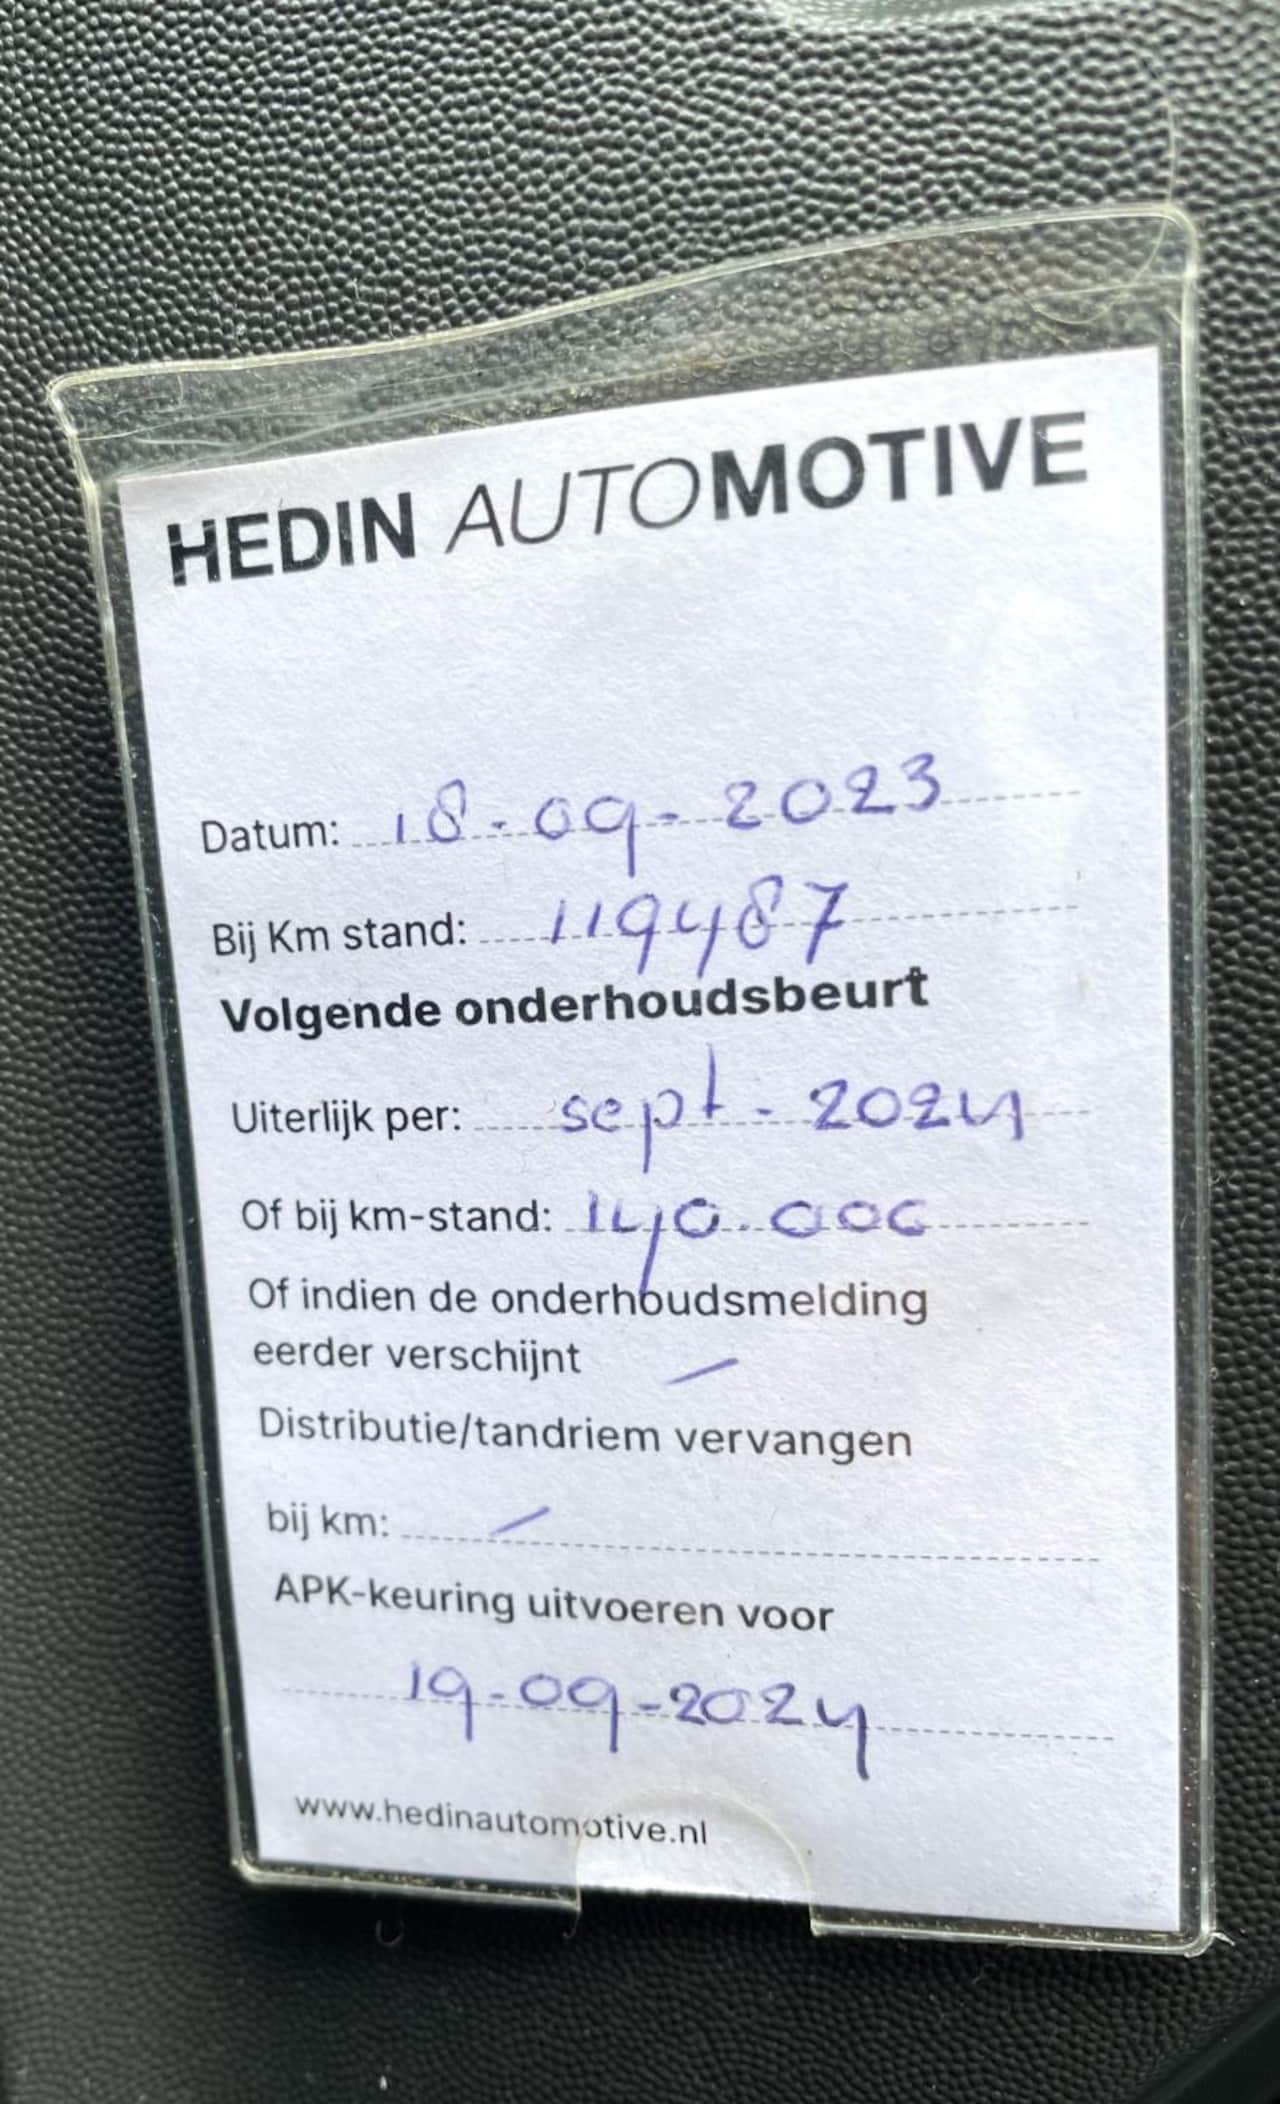 HEDIN AUTOMOTIVE
Datum: 18-09-2023
Bij Km stand: 119487
Volgende onderhoudsbeurt
Uiterlijk per: sept-2024
Of bij km-stand: 140.000
Of indien de onderhoudsmelding
eerder verschijnt /
Distributie/tandriem vervangen
bij km: /
APK-keuring uitvoeren voor
19-09-2024
www.hedinautomotive.nl